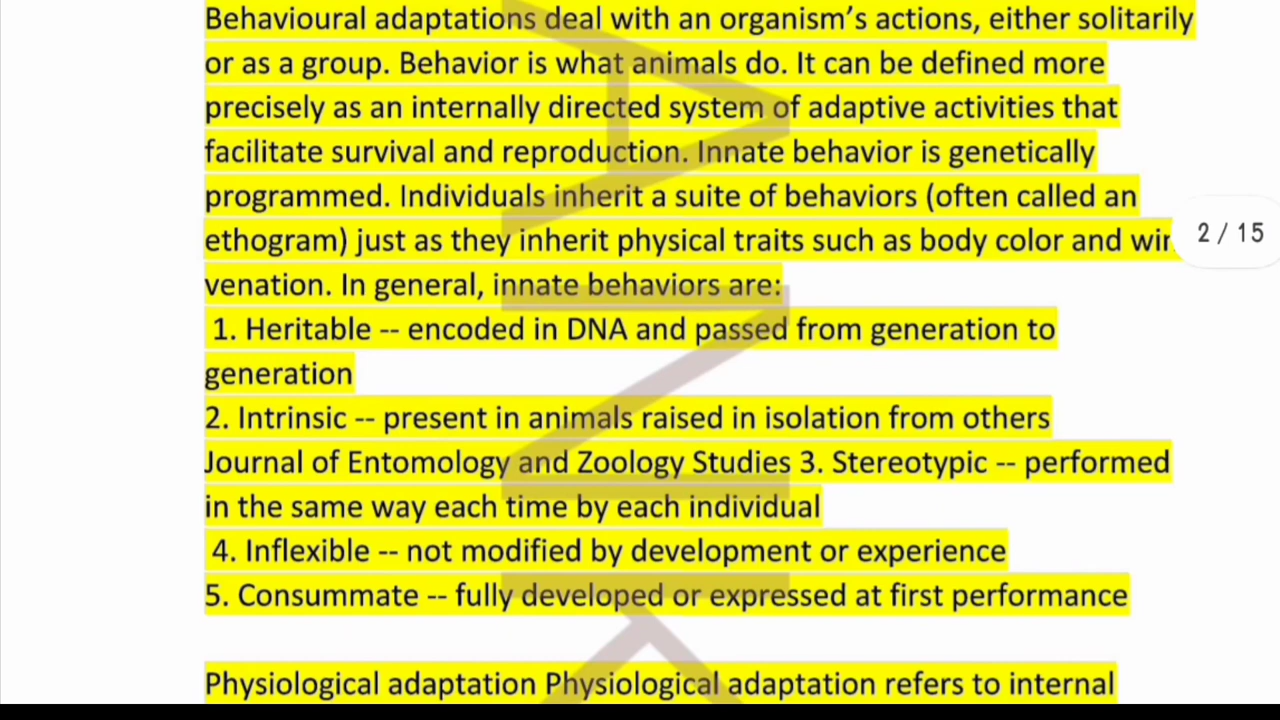 Behavioural adaptations deal with an organism’s actions, either solitarily
or as a group. Behavior is what animals do. It can be defined more
precisely as an internally directed system of adaptive activities that
facilitate survival and reproduction. Innate behavior is genetically
programmed. Individuals inherit a suite of behaviors (often called an
ethogram) just as they inherit physical traits such as body color and
2 / 15
venation. In general, innate behaviors are:
1. Heritable -- encoded in DNA and passed from generation to
generation
2. Intrinsic -- present in animals raised in isolation from others
Journal of Entomology and Zoology Studies 3. Stereotypic -- performed
in the same way each time by each individual
4. Inflexible -- not modified by development or experience
5. Consummate -- fully developed or expressed at first performance
Physiological adaptation Physiological adaptation refers to internal